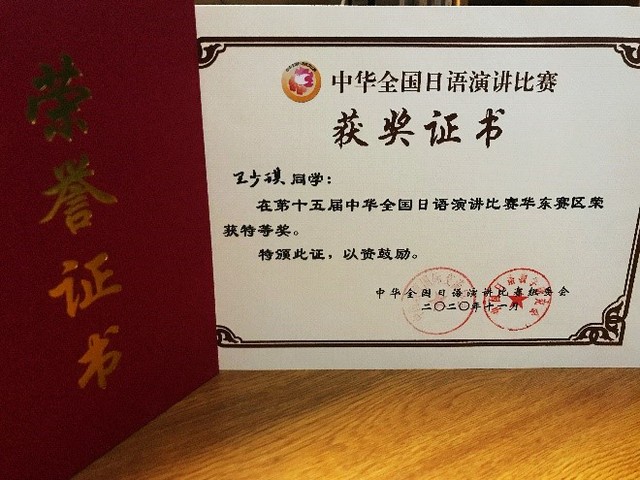 荣誉证书
中华全国日语演讲比赛
获奖证书
王少琪 同学：
在第十五届中华全国日语演讲比赛华东赛区荣
获特等奖。
特颁此证，以资鼓励。
中华全国日语演讲比赛组委会
二〇二〇年十一月